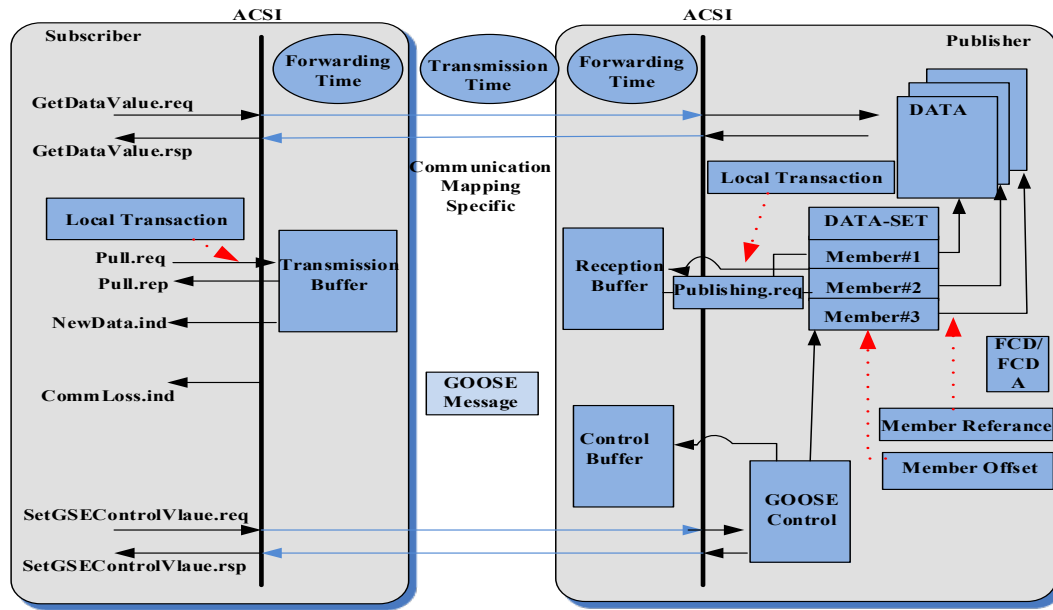 ACSI
ACSI
Subscriber
Publisher
Forwarding
Time
Transmission
Time
Forwarding
Time
GetDataValue.req
GetDataValue.rsp
DATA
Communication
Mapping
Specific
Local Transaction
Local Transaction
DATA-SET
Member#1
Member#2
Member#3
Pull.req
Pull.rep
Transmission
Buffer
Reception
Buffer
Publishing.req
NewData.ind
FCD/
FCD
A
CommLoss.ind
GOOSE
Message
Member Referance
Control
Buffer
Member Offset
GOOSE
Control
SetGSEControlVlaue.req
SetGSEControlVlaue.rsp